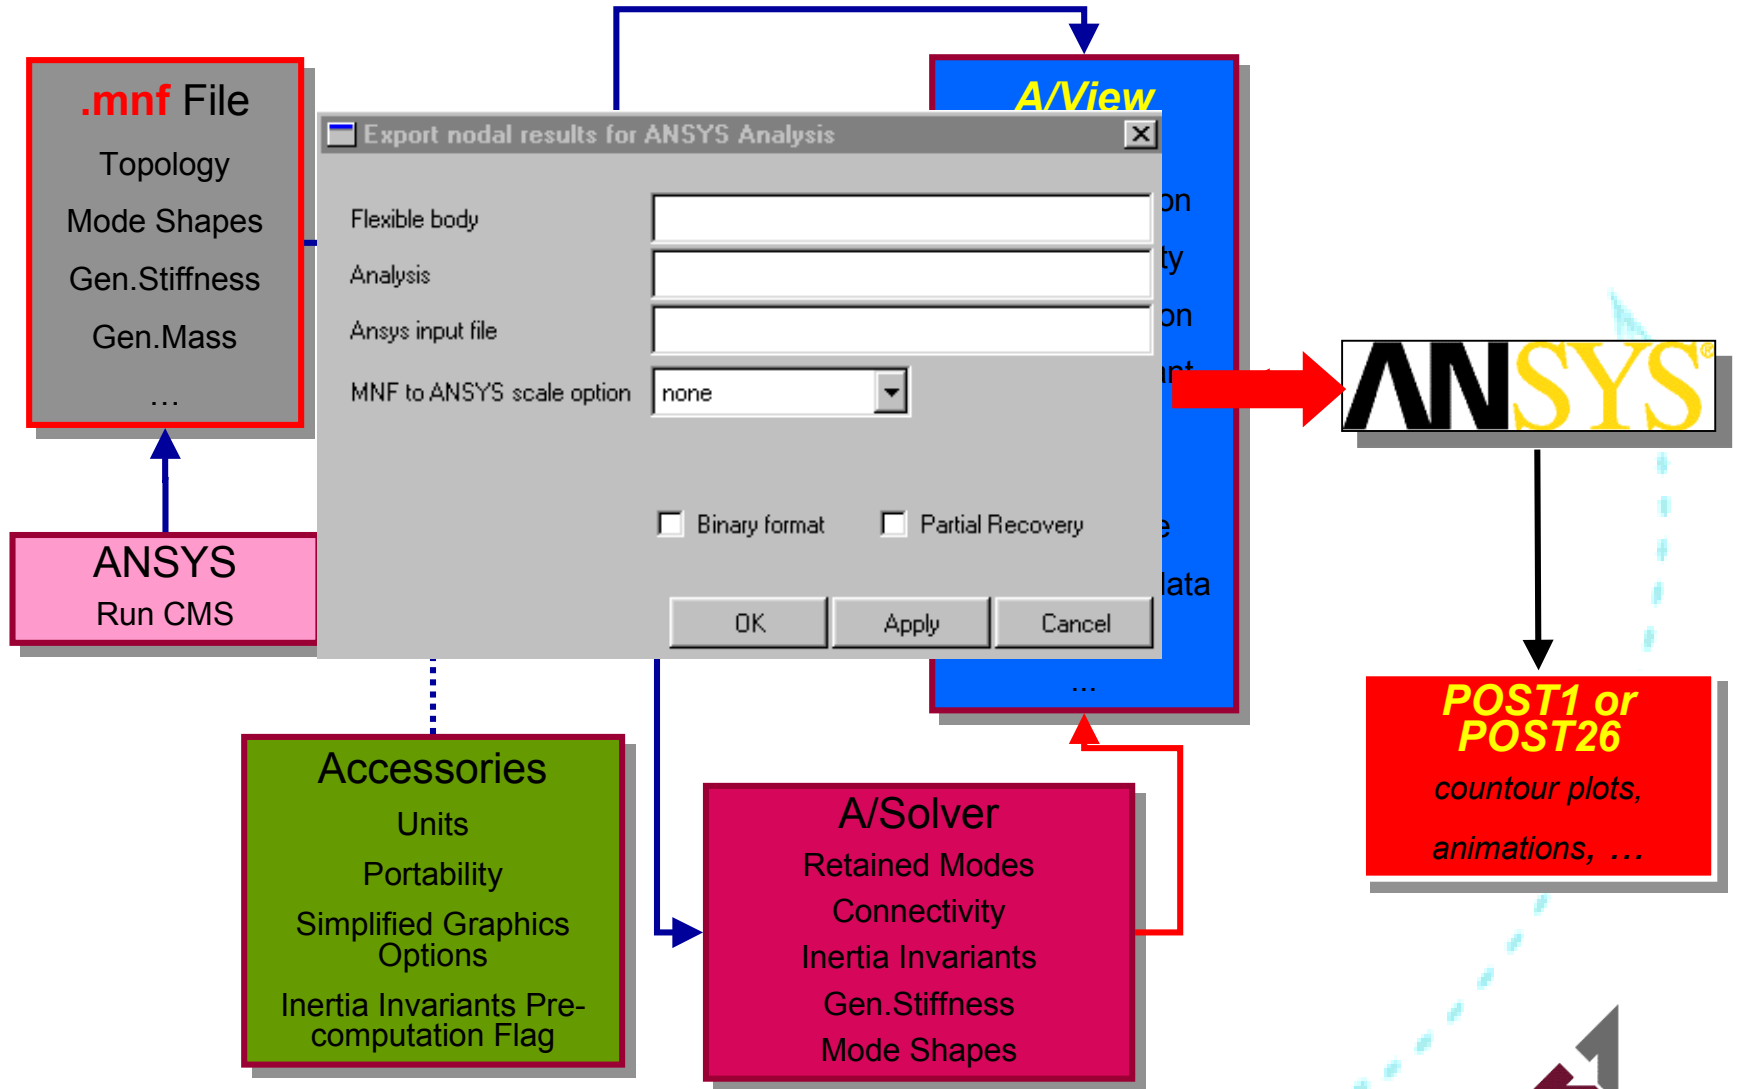 .mnf File
Topology
Mode Shapes
Gen.Stiffness
Gen.Mass
…
ANSYS
Run CMS
A/View
Export nodal results for ANSYS Analysis
Flexible body
Analysis
Ansys input file
MNF to ANSYS scale option
none
Binary format
Partial Recovery
OK
Apply
Cancel
...
ANSYS®
POST1 or
POST26
countour plots,
animations, …
Accessories
Units
Portability
Simplified Graphics
Options
Inertia Invariants Pre-
computation Flag
A/Solver
Retained Modes
Connectivity
Inertia Invariants
Gen.Stiffness
Mode Shapes